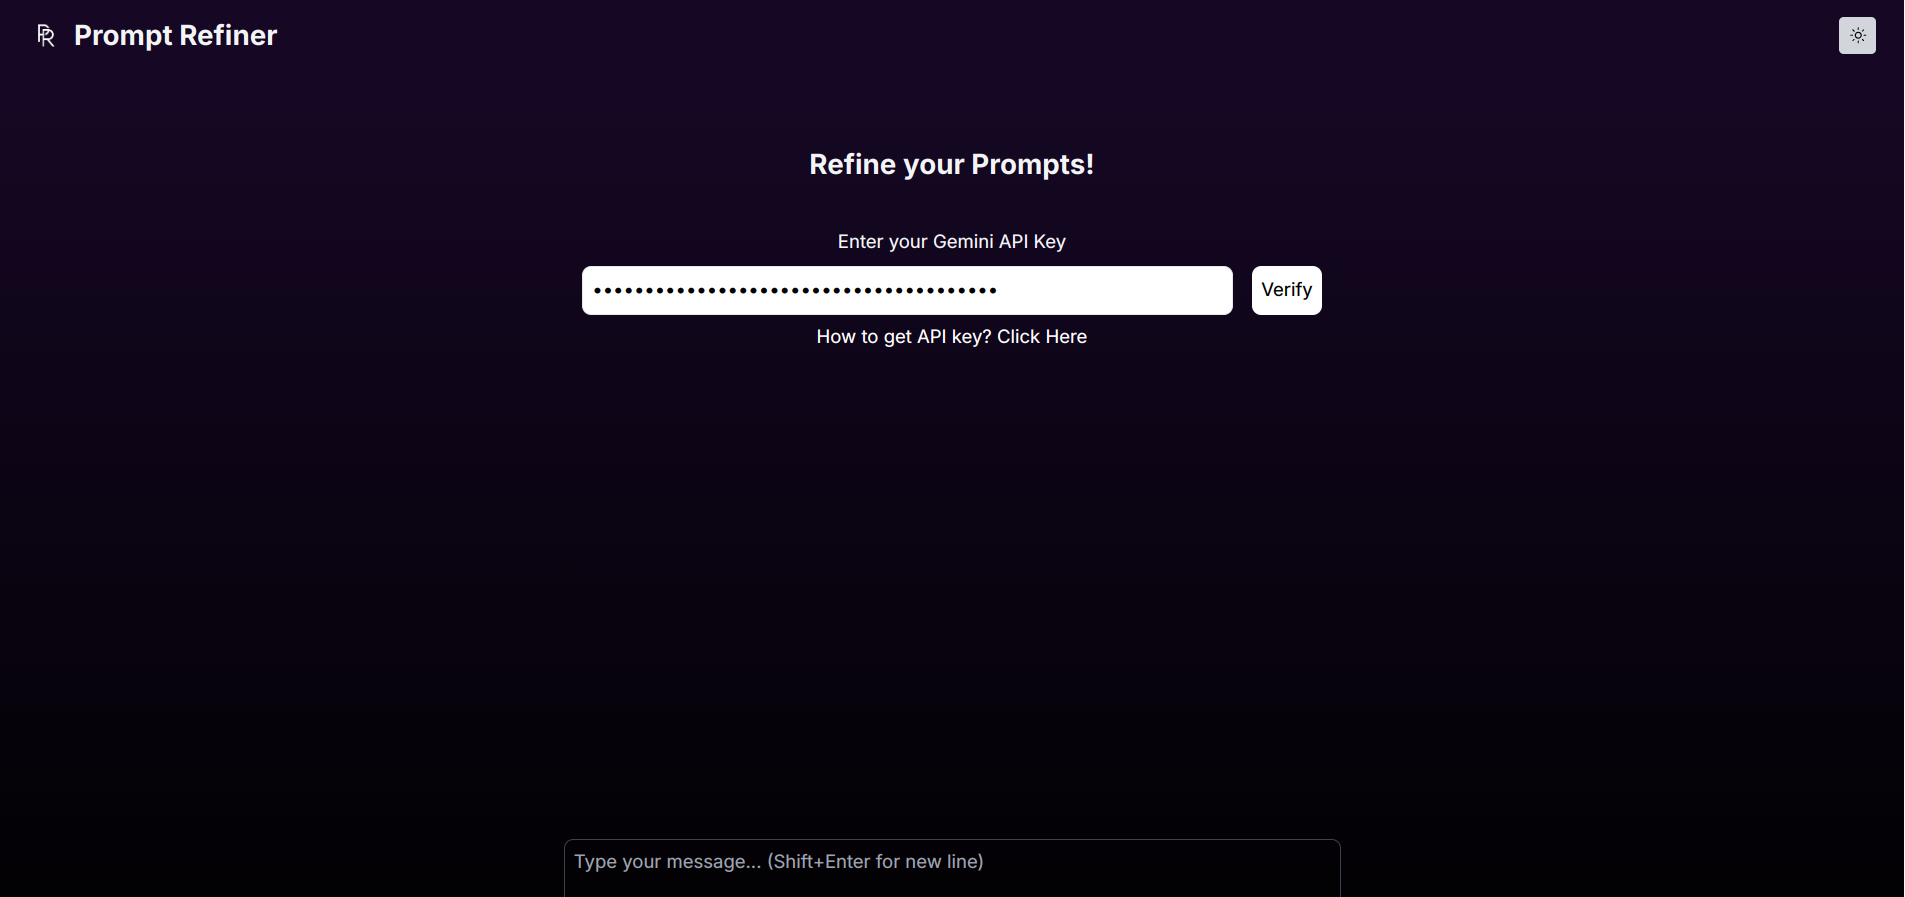 PR Prompt Refiner
Refine your Prompts!
Enter your Gemini API Key
•••••••••••••••••••••••••••••••••••••••
Verify
How to get API key? Click Here
Type your message... (Shift+Enter for new line)